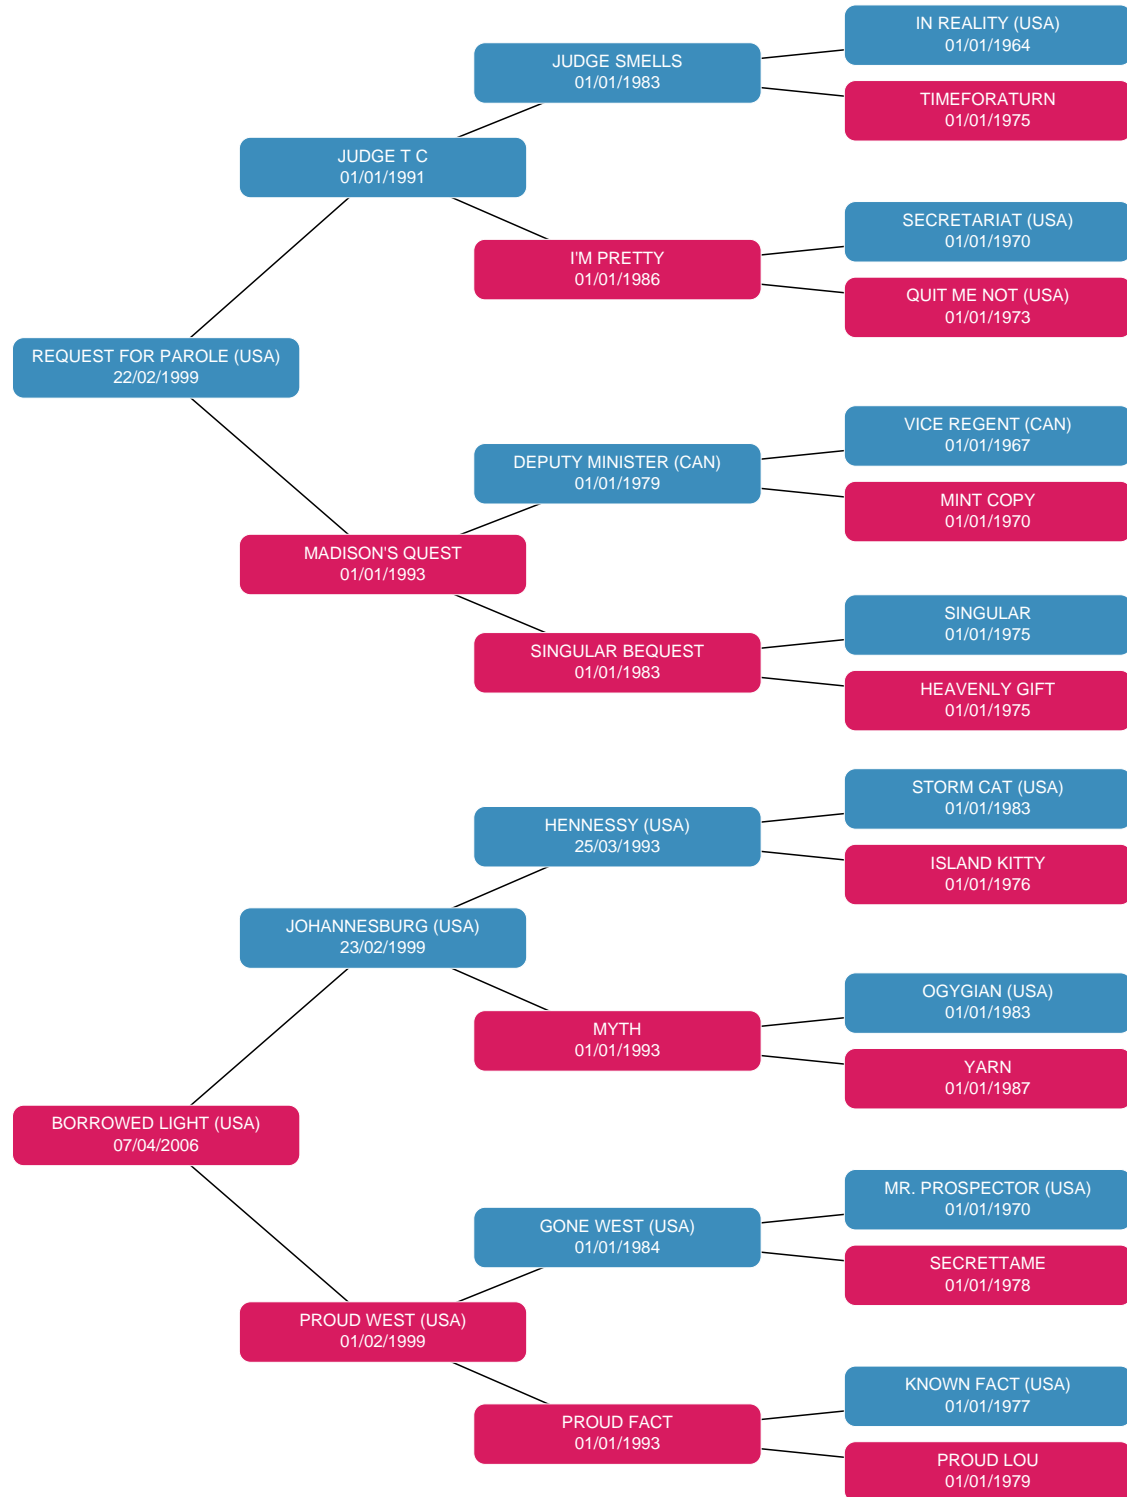 IN REALITY (USA)
01/01/1964
JUDGE SMELLS
01/01/1983
TIMEFORATURN
01/01/1975
JUDGE T C
01/01/1991
SECRETARIAT (USA)
01/01/1970
I'M PRETTY
01/01/1986
QUIT ME NOT (USA)
01/01/1973
REQUEST FOR PAROLE (USA)
22/02/1999
VICE REGENT (CAN)
01/01/1967
DEPUTY MINISTER (CAN)
01/01/1979
MINT COPY
01/01/1970
MADISON'S QUEST
01/01/1993
SINGULAR
01/01/1975
SINGULAR BEQUEST
01/01/1983
HEAVENLY GIFT
01/01/1975
STORM CAT (USA)
01/01/1983
HENNESSY (USA)
25/03/1993
ISLAND KITTY
01/01/1976
JOHANNESBURG (USA)
23/02/1999
OGYGIAN (USA)
01/01/1983
MYTH
01/01/1993
YARN
01/01/1987
BORROWED LIGHT (USA)
07/04/2006
MR. PROSPECTOR (USA)
01/01/1970
GONE WEST (USA)
01/01/1984
SECRETTAME
01/01/1978
PROUD WEST (USA)
01/02/1999
KNOWN FACT (USA)
01/01/1977
PROUD FACT
01/01/1993
PROUD LOU
01/01/1979